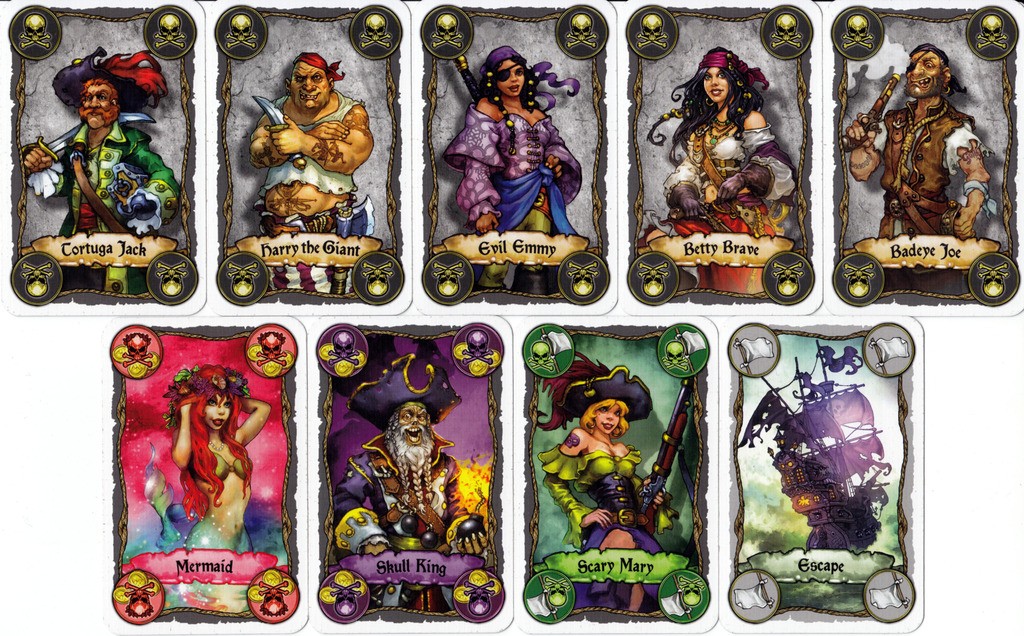 Tortuga Jack
Harry the Giant
Evil Emmy
Betty Brave
Badeye Joe
Mermaid
Skull King
Scary Mary
Escape